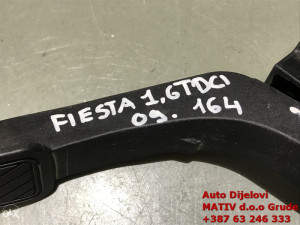 FIESTA 1,6TDCI
09. 164
Auto Dijelovi
MATIV d.o.o Grude
+387 63 246 333